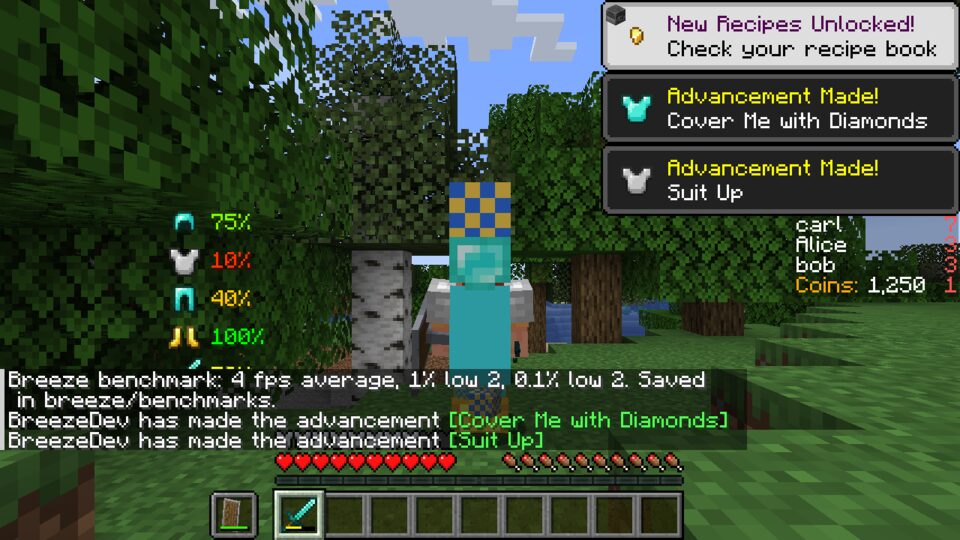 New Recipes Unlocked!
Check your recipe book
Advancement Made!
Cover Me with Diamonds
Advancement Made!
Suit Up
75%
10%
40%
100%
carl 7
Alice
bob 3
Coins: 1,250 1
Breeze benchmark: 4 fps average, 1% low 2, 0.1% low 2. Saved
in breeze/benchmarks.
BreezeDev has made the advancement [Cover Me with Diamonds]
BreezeDev has made the advancement [Suit Up]